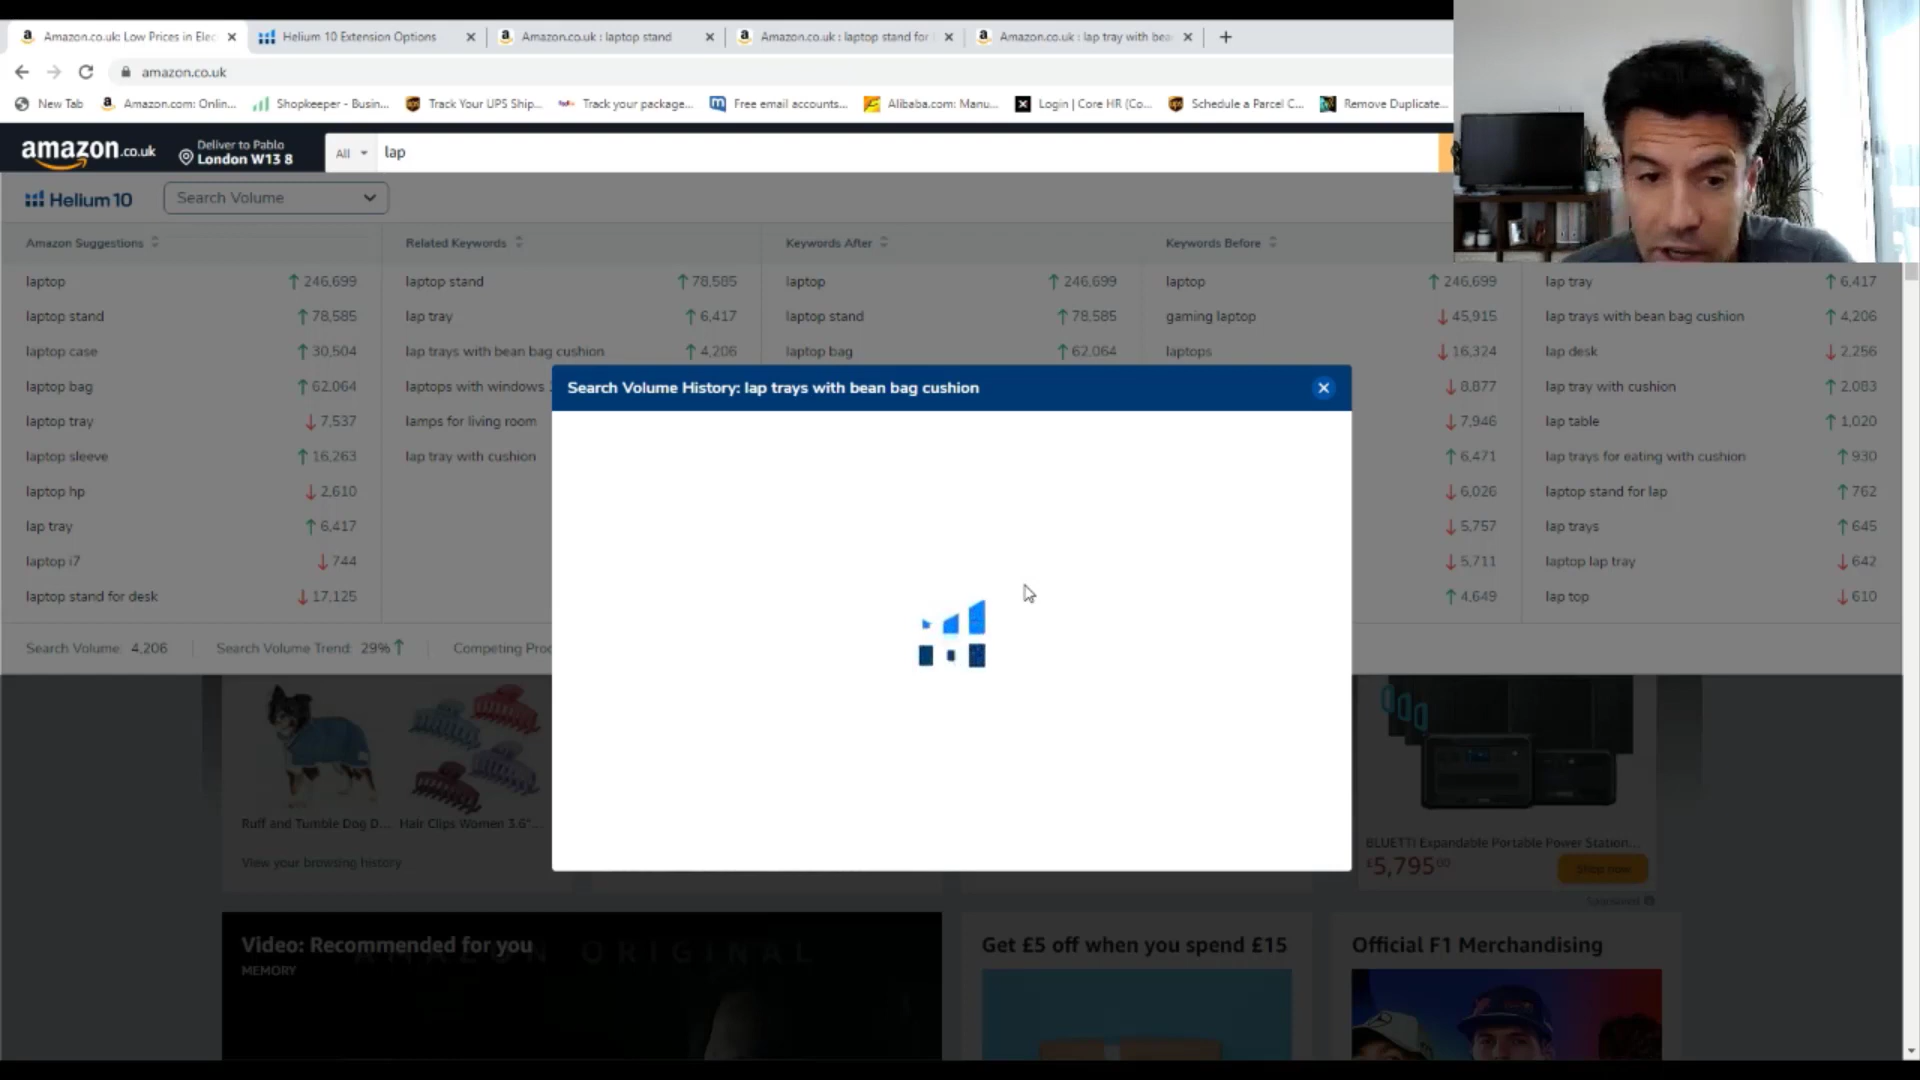 Amazon.co.uk: Low Prices in Elec
Helium 10 Extension Options
Amazon.co.uk : laptop stand
Amazon.co.uk : laptop stand for
Amazon.co.uk : lap tray with bea
amazon.co.uk
New Tab
Amazon.com: Onlin...
Shopkeeper - Busin...
Track Your UPS Ship...
Track your package...
Free email accounts...
Alibaba.com: Manu...
Login | Core HR (Co...
Schedule a Parcel C...
Remove Duplicate...
amazon.co.uk
Deliver to Pablo
London W13 8
All
lap
Helium 10
Search Volume
Amazon Suggestions
Related Keywords
Keywords After
Keywords Before
laptop 246,699
laptop stand 78,585
laptop 246,699
laptop 246,699
lap tray 6,417
laptop stand 78,585
lap tray 6,417
laptop stand 78,585
gaming laptop 45,915
lap trays with bean bag cushion 4,206
laptop case 30,504
lap trays with bean bag cushion 4,206
laptop bag 62,064
laptops 16,324
lap desk 2,256
laptop bag 62,064
laptops with windows
8,877
lap tray with cushion 2,083
laptop tray 7,537
lamps for living room
7,946
lap table 1,020
laptop sleeve 16,263
lap tray with cushion
6,471
lap trays for eating with cushion 930
laptop hp 2,610
6,026
laptop stand for lap 762
lap tray 6,417
5,757
lap trays 645
laptop i7 744
5,711
laptop lap tray 642
laptop stand for desk 17,125
4,649
lap top 610
Search Volume History: lap trays with bean bag cushion
Search Volume: 4,206
Search Volume Trend: 29%
Competing Proc
Ruff and Tumble Dog D...
Hair Clips Women 3.6"...
View your browsing history
BLUETTI Expandable Portable Power Station...
£5,795⁰⁰
Shop now
Sponsored
Video: Recommended for you
MEMORY
ORIGINAL
Get £5 off when you spend £15
Official F1 Merchandising